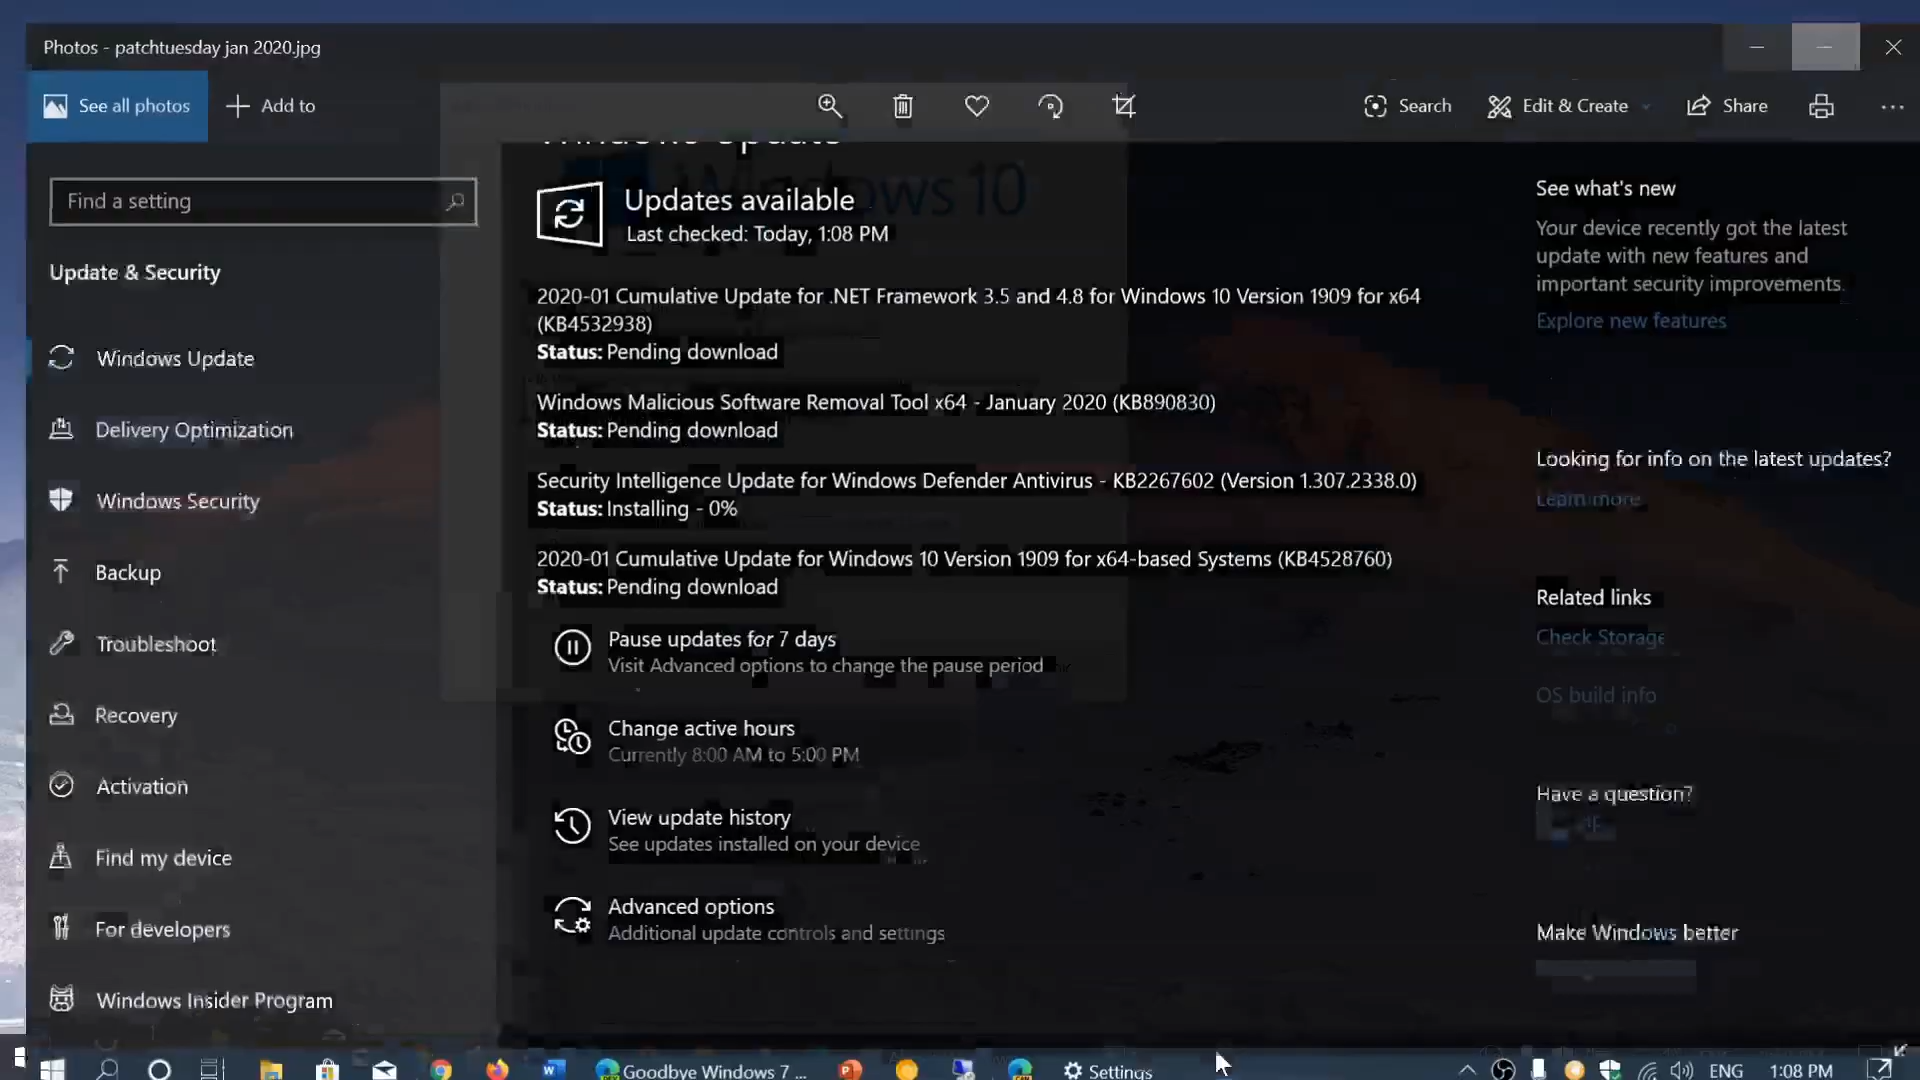 Photos - patchtuesday jan 2020.jpg
See all photos
Add to
Search
Edit & Create
Share
Find a setting
Update & Security
Windows Update
Delivery Optimization
Windows Security
Backup
Troubleshoot
Recovery
Activation
Find my device
For developers
Windows Insider Program
Windows Update
Windows 10
Updates available
Last checked: Today, 1:08 PM
2020-01 Cumulative Update for .NET Framework 3.5 and 4.8 for Windows 10 Version 1909 for x64
(KB4532938)
Status: Pending download
Windows Malicious Software Removal Tool x64 - January 2020 (KB890830)
Status: Pending download
Security Intelligence Update for Windows Defender Antivirus - KB2267602 (Version 1.307.2338.0)
Status: Installing - 0%
2020-01 Cumulative Update for Windows 10 Version 1909 for x64-based Systems (KB4528760)
Status: Pending download
Pause updates for 7 days
Visit Advanced options to change the pause period
Change active hours
Currently 8:00 AM to 5:00 PM
View update history
See updates installed on your device
Advanced options
Additional update controls and settings
See what's new
Your device recently got the latest
update with new features and
important security improvements.
Explore new features
Looking for info on the latest updates?
Learn more
Related links
Check Storage
OS build info
Have a question?
Make Windows better
Goodbye Windows 7 ...
Settings
ENG
1:08 PM